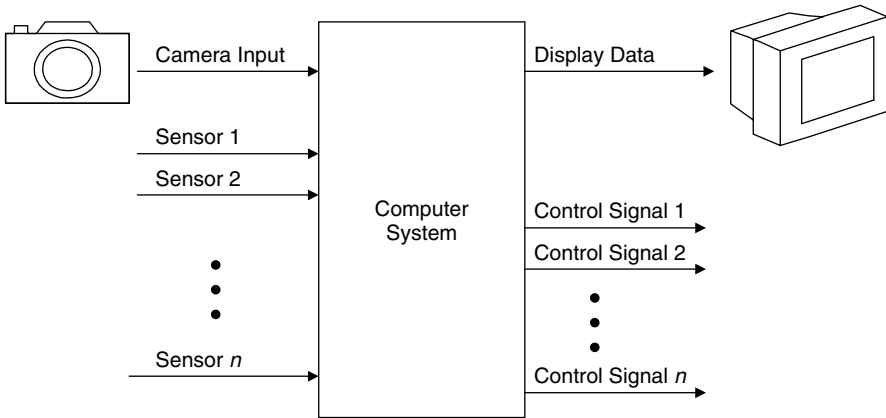 Camera Input
Sensor 1
Sensor 2
Sensor n
Computer
System
Display Data
Control Signal 1
Control Signal 2
Control Signal n